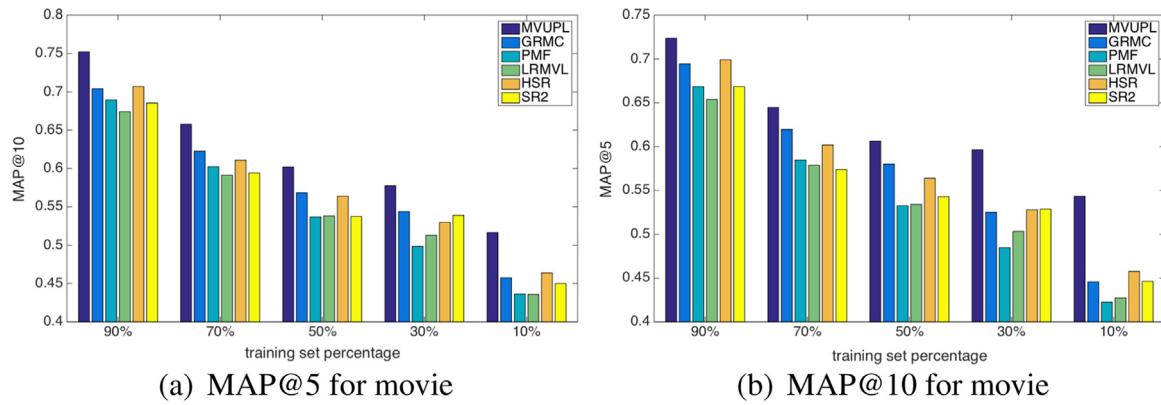 0.8
0.75
0.7
0.65
0.6
0.55
0.5
0.45
0.4
MAP@10
MVUPL
GRMC
PMF
LRMVL
HSR
SR2
90% 70% 50% 30% 10%
training set percentage
(a) MAP@5 for movie
0.75
0.7
0.65
0.6
0.55
0.5
0.45
0.4
MAP@5
MVUPL
GRMC
PMF
LRMVL
HSR
SR2
90% 70% 50% 30% 10%
training set percentage
(b) MAP@10 for movie